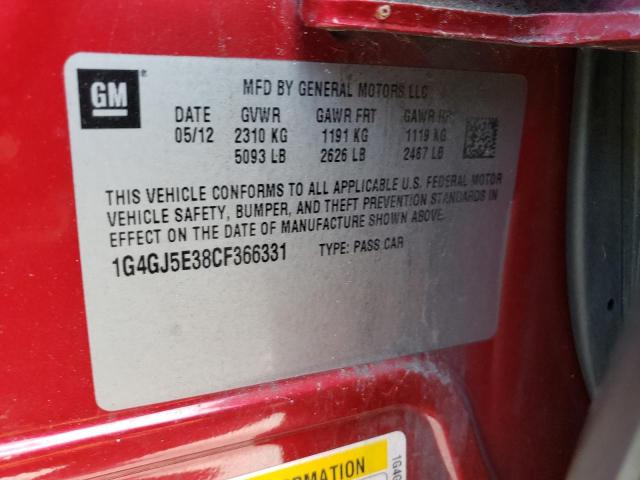 GM
MFD BY GENERAL MOTORS LLC
DATE GVWR GAWR FRT GAWR RR
05/12 2310 KG 1191 KG 1119 KG
5093 LB 2626 LB 2467 LB
THIS VEHICLE CONFORMS TO ALL APPLICABLE U.S. FEDERAL MOTOR
VEHICLE SAFETY, BUMPER, AND THEFT PREVENTION STANDARDS IN
EFFECT ON THE DATE OF MANUFACTURE SHOWN ABOVE.
1G4GJ5E38CF366331 TYPE: PASS CAR